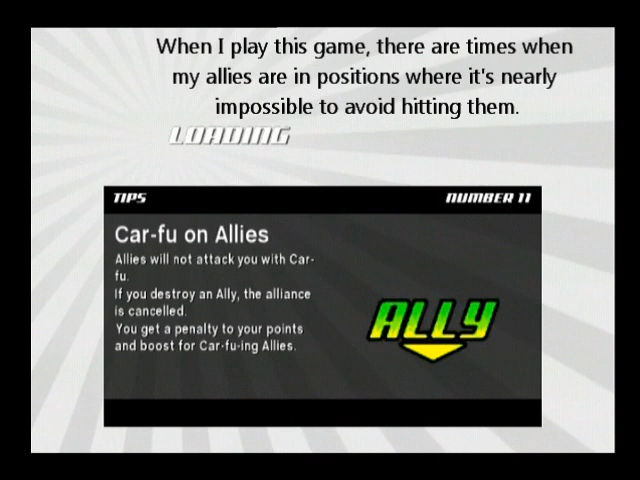 When I play this game, there are times when
my allies are in positions where it's nearly
impossible to avoid hitting them.
LOADING
TIPS NUMBER 11
Car-fu on Allies
Allies will not attack you with Car-
fu.
If you destroy an Ally, the alliance
is cancelled.
You get a penalty to your points
and boost for Car-fu-ing Allies.
ALLY